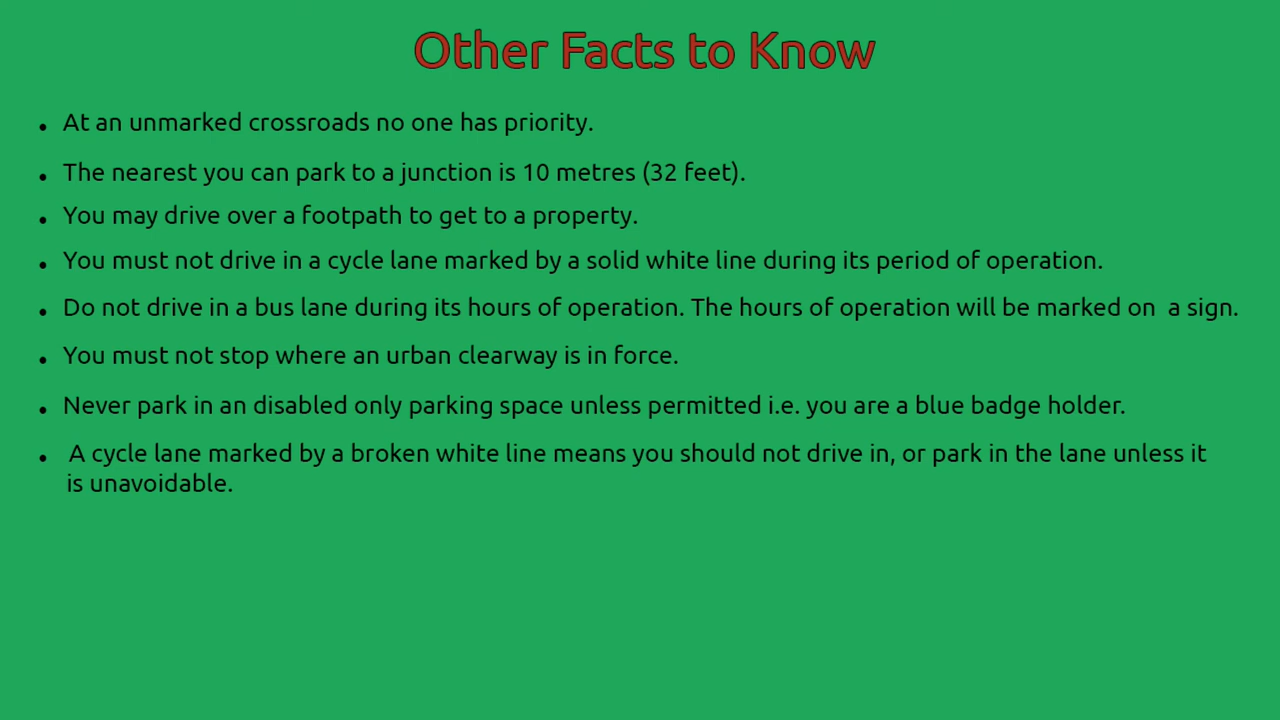 Other Facts to Know
• At an unmarked crossroads no one has priority.
• The nearest you can park to a junction is 10 metres (32 feet).
• You may drive over a footpath to get to a property.
• You must not drive in a cycle lane marked by a solid white line during its period of operation.
• Do not drive in a bus lane during its hours of operation. The hours of operation will be marked on  a sign.
• You must not stop where an urban clearway is in force.
• Never park in an disabled only parking space unless permitted i.e. you are a blue badge holder.
• A cycle lane marked by a broken white line means you should not drive in, or park in the lane unless it
is unavoidable.